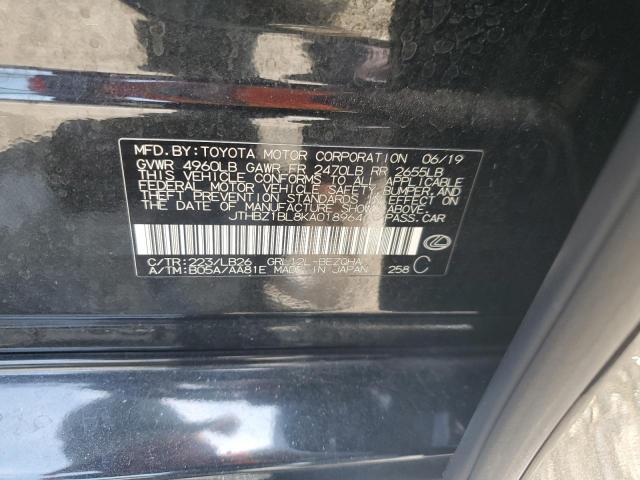 MFD. BY: TOYOTA MOTOR CORPORATION 06/19
GVWR 4960LB GAWR FR 2470LB RR 2655LB
THIS VEHICLE CONFORMS TO ALL APPLICABLE
FEDERAL MOTOR VEHICLE SAFETY, BUMPER, AND
THEFT PREVENTION STANDARDS IN EFFECT ON
THE DATE OF MANUFACTURE SHOWN ABOVE.
PASS. CAR
C/TR: 223/LB26 GRL12L-BEZQHA
A/TM: B05A/AA81E MADE IN JAPAN 258 C